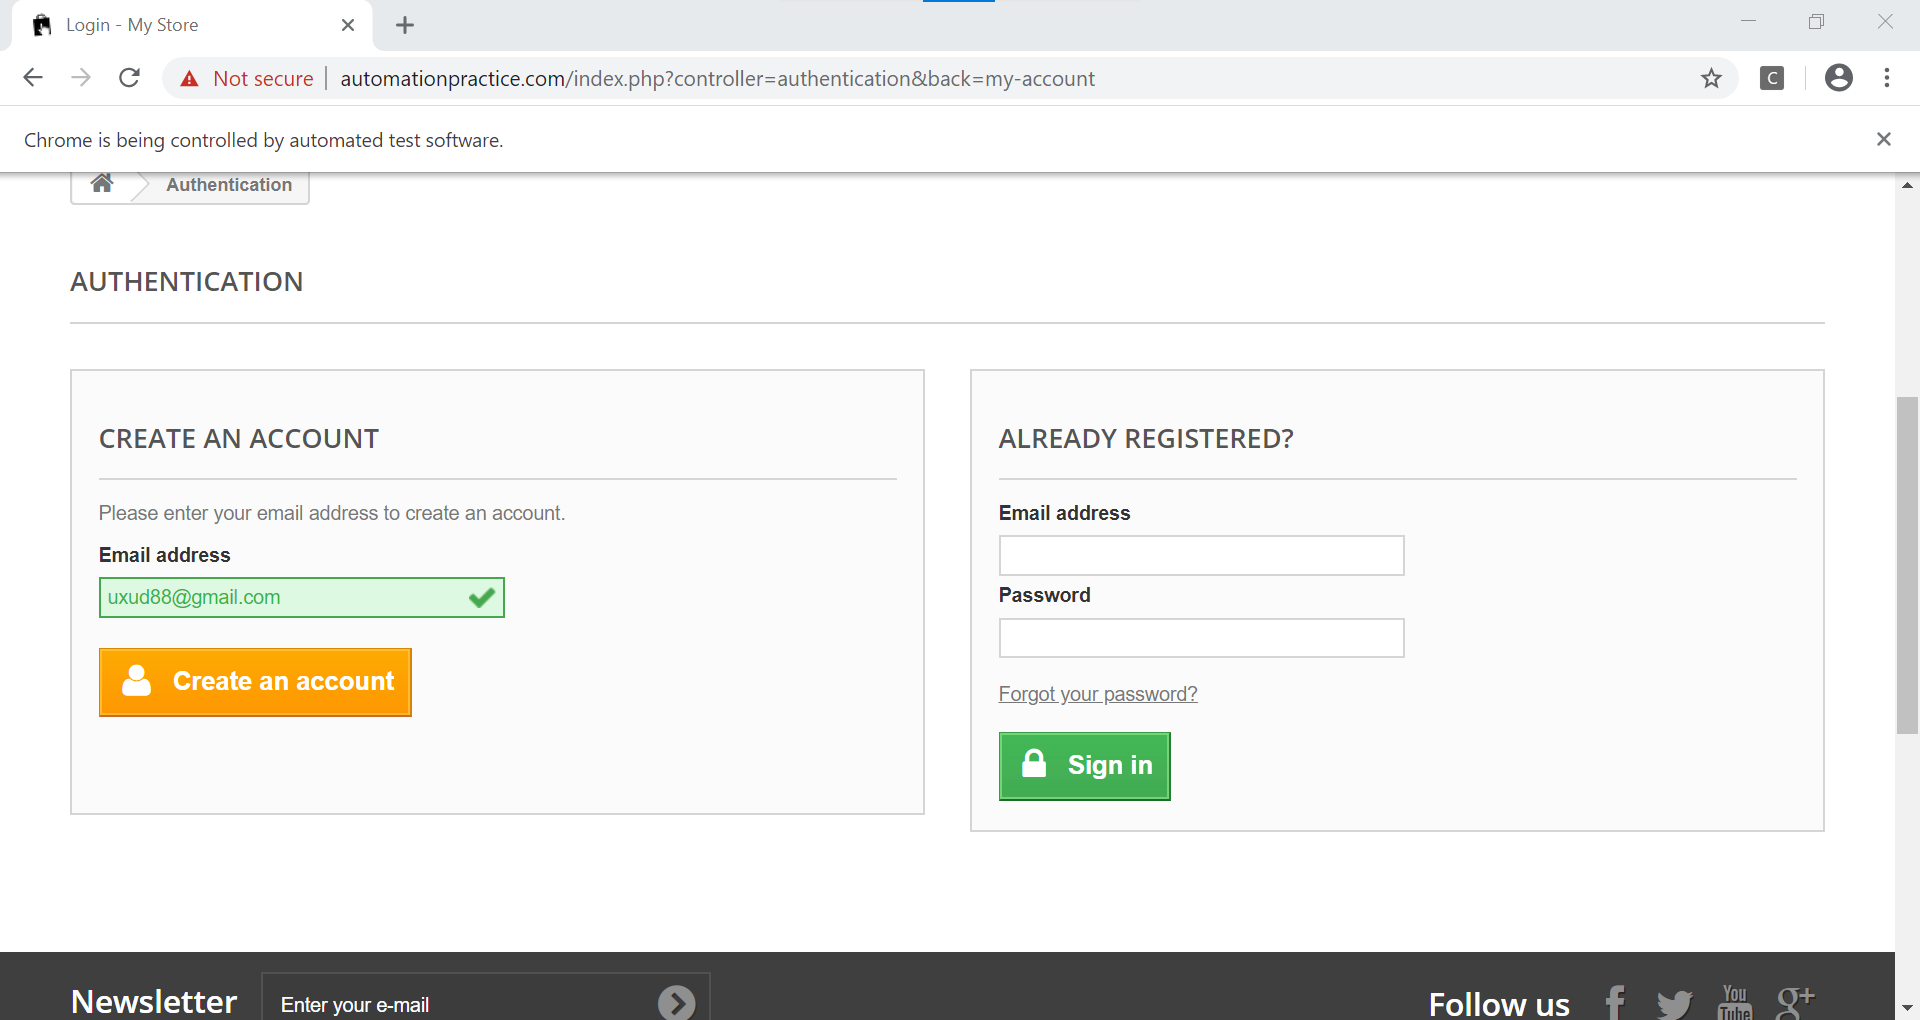 Login - My Store
Not secure
automationpractice.com/index.php?controller=authentication&back=my-account
C
Chrome is being controlled by automated test software.
Authentication
AUTHENTICATION
CREATE AN ACCOUNT
Please enter your email address to create an account.
Email address
uxud88@gmail.com
Create an account
ALREADY REGISTERED?
Email address
Password
Forgot your password?
Sign in
Newsletter
Enter your e-mail
Follow us
You
Tube
g+